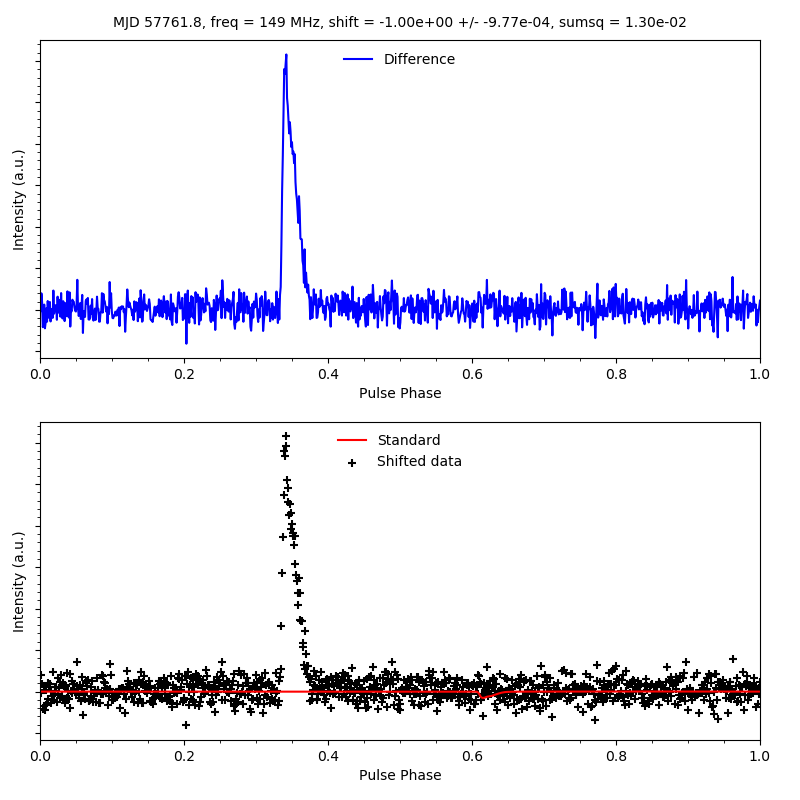 MJD 57761.8, freq = 149 MHz, shift = -1.00e+00 +/- -9.77e-04, sumsq = 1.30e-02
Difference
Intensity (a.u.)
0.0 0.2 0.4 0.6 0.8 1.0
Pulse Phase
Standard
Shifted data
Intensity (a.u.)
0.0 0.2 0.4 0.6 0.8 1.0
Pulse Phase